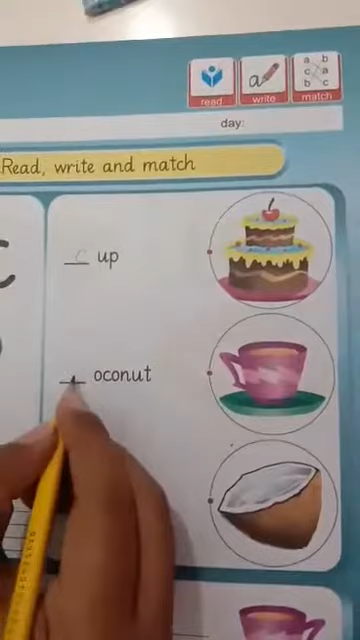 a b
c a
b c
a
read write match
day:
Read, write and match
c up
oconut